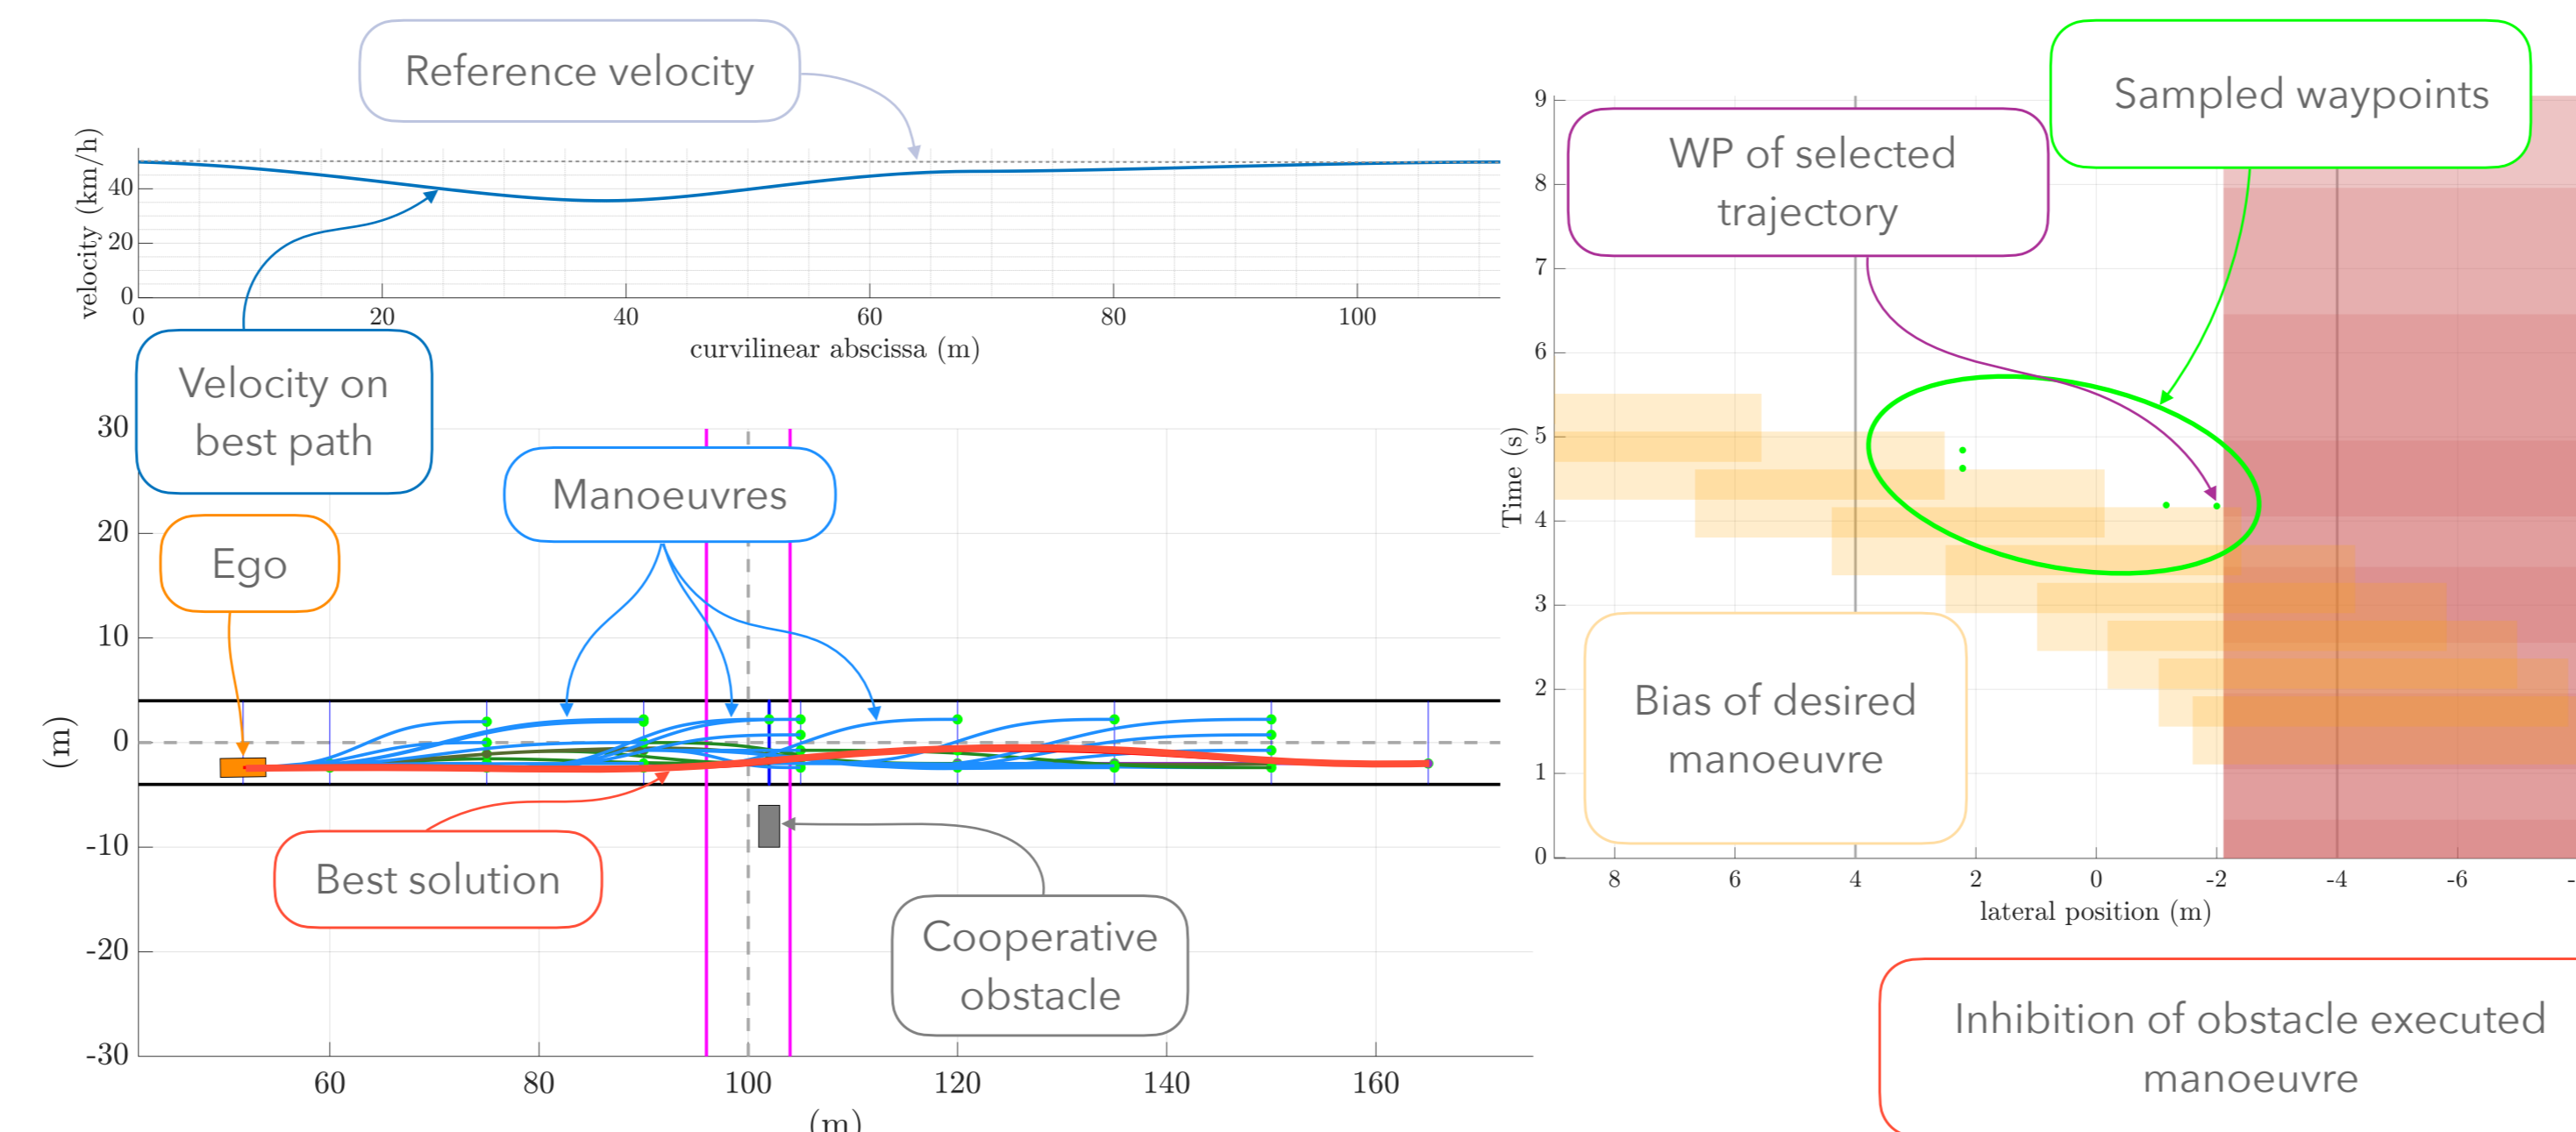 Reference velocity
velocity (km/h)
40
20
0
0 20 40 60 80 100
curvilinear abscissa (m)
Velocity on
best path
30
20
10
0
-10
-20
-30
(m)
Manoeuvres
Ego
Best solution
Cooperative
obstacle
60 80 100 120 140 160
(m)
Sampled waypoints
WP of selected
trajectory
9
8
7
6
5
4
3
2
1
0
Time (s)
Bias of desired
manoeuvre
8 6 4 2 0 -2 -4 -6
lateral position (m)
Inhibition of obstacle executed
manoeuvre